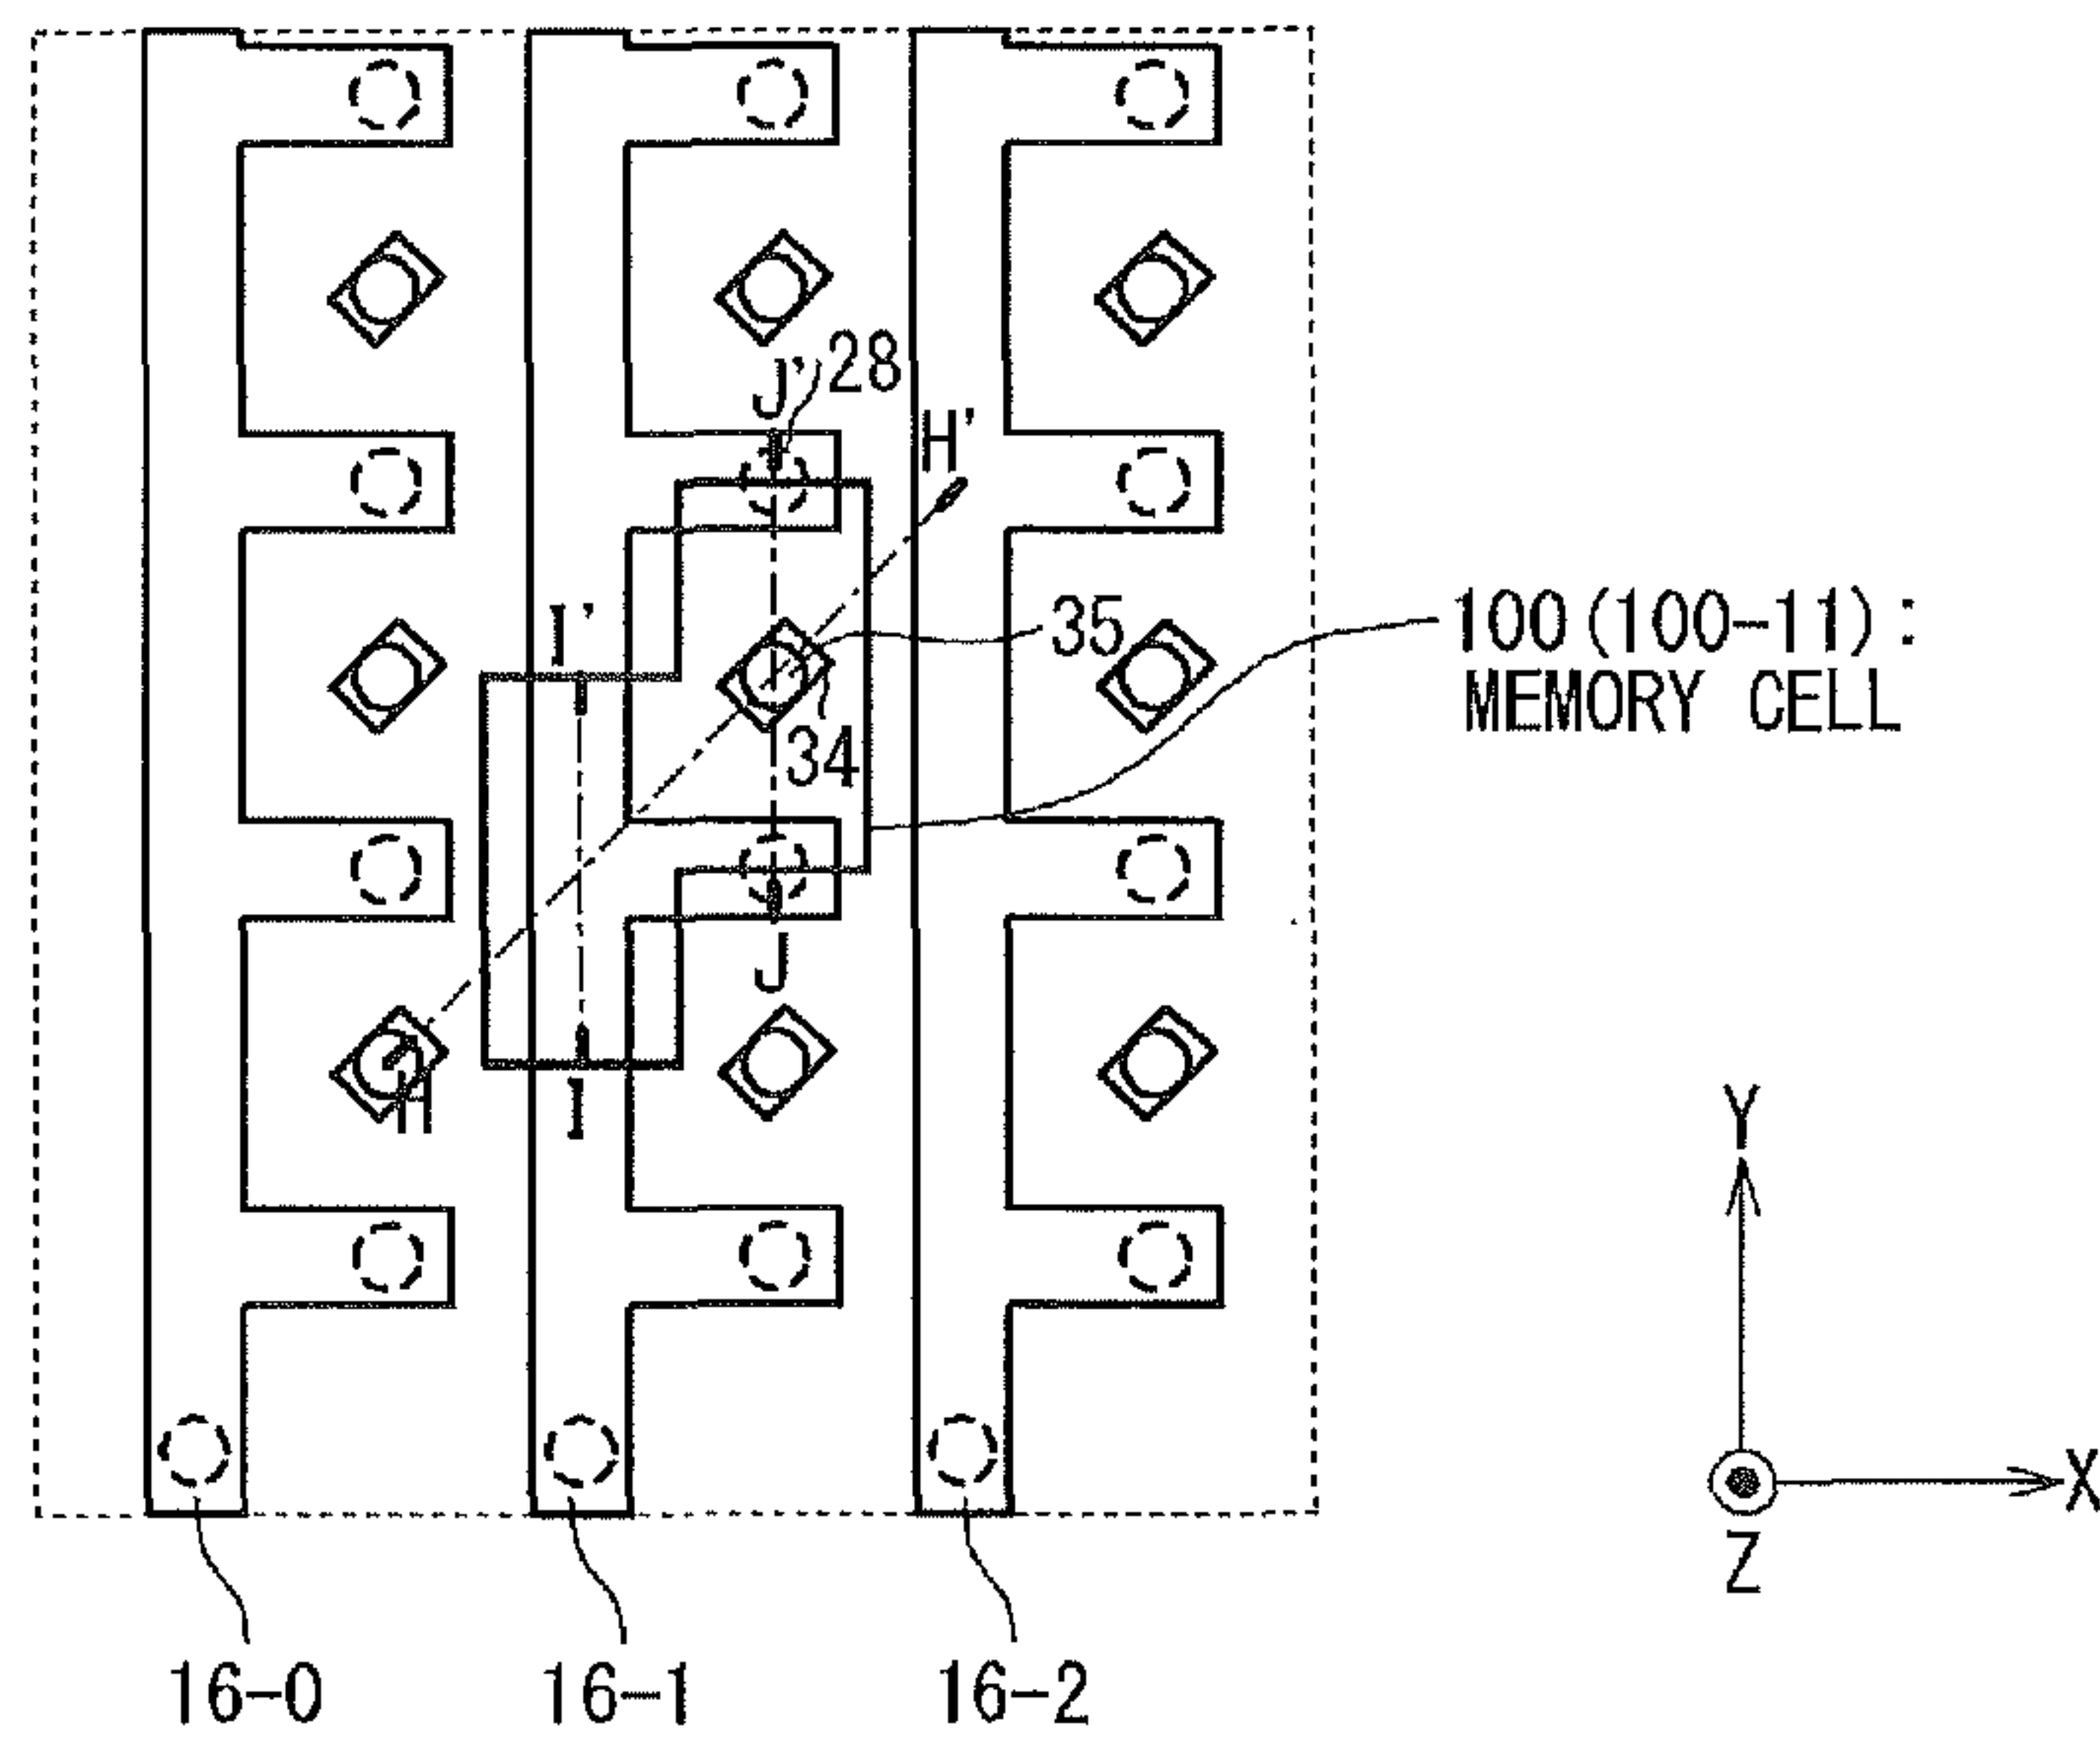 J' 28
H'
I' 35
100(100-11):
MEMORY CELL
34
J
H
I
Y
X
Z
16-0 16-1 16-2